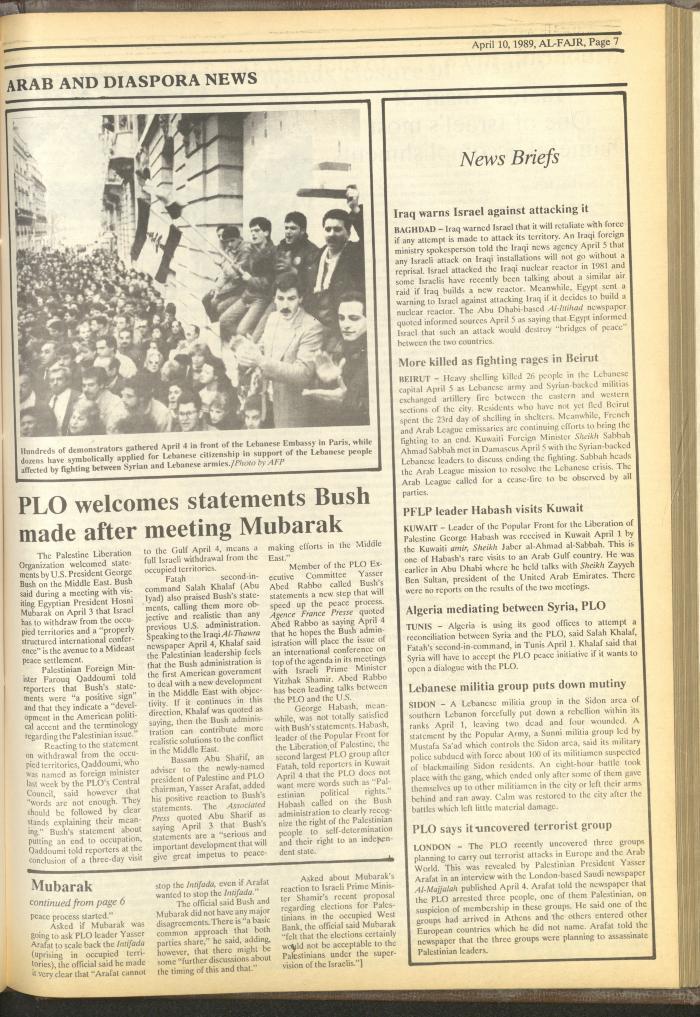 April 10, 1989, AL-FAJR, Page 7
ARAB AND DIASPORA NEWS
Hundreds of demonstrators gathered April 4 in front of the Lebanese Embassy in Paris, while
dozens have symbolically applied for Lebanese citizenship in support of the Lebanese people
affected by fighting between Syrian and Lebanese armies.[Photo by AFP
PLO welcomes statements Bush
made after meeting Mubarak
The Palestine Liberation
Organization welcomed state-
ments by U.S. President George
Bush on the Middle East. Bush
said during a meeting with vis-
iting Egyptian President Hosni
Mubarak on April 3 that Israel
has to withdraw from the occu-
pied territories and a "properly
structured international confer-
ence" is the avenue to a Mideast
peace settlement.
Palestinian Foreign Min-
ister Farouq Qaddoumi told
reporters that Bush's state-
ments were "a positive sign"
and that they indicate a "devel-
opment in the American politi-
cal accent and the terminology
regarding the Palestinian issue."
Reacting to the statement
on withdrawal from the occu-
pied territories, Qaddoumi, who
was named as foreign minister
last week by the PLO's Central
Council, said however that
"words are not enough. They
should be followed by clear
stands explaining their mean-
ing." Bush's statement about
putting an end to occupation,
Qaddoumi told reporters at the
conclusion of a three-day visit
to the Gulf April 4, means a
full Israeli withdrawal from the
occupied territories.
Fatah second-in-
command Salah Khalaf (Abu
Iyad) also praised Bush's state-
ments, calling them more ob-
jective and realistic than any
previous U.S. administration.
Speaking to the Iraqi Al-Thawra
newspaper April 4, Khalaf said
the Palestinian leadership feels
that the Bush administration is
the first American government
to deal with a new development
in the Middle East with objec-
tivity. If it continues in this
direction, Khalaf was quoted as
saying, then the Bush adminis-
tration can contribute more
realistic solutions to the conflict
in the Middle East.
Bassam Abu Sharif, an
adviser to the newly-named
president of Palestine and PLO
chairman, Yasser Arafat, added
his positive reaction to Bush's
statements. The Associated
Press quoted Abu Sharif as
saying April 3 that Bush's
statements are a "serious and
important development that will
give great impetus to peace-
making efforts in the Middle
East."
Member of the PLO Ex-
ecutive Committee Yasser
Abed Rabbo called Bush's
statements a new step that will
speed up the peace process.
Agence France Presse quoted
Abed Rabbo as saying April 4
that he hopes the Bush admin-
istration will place the issue of
the international conference on
top of the agenda in its meetings
with Israeli Prime Minister
Yitzhak Shamir. Abed Rabbo
has been leading talks between
the PLO and the U.S.
George Habash, mean-
while, was not totally satisfied
with Bush's statements. Habash,
leader of the Popular Front for
the Liberation of Palestine, the
second largest PLO group after
Fatah, told reporters in Kuwait
April 4 that the PLO does not
want mere words such as "Pal-
estinian political rights."
Habash called on the Bush
administration to clearly recog-
nize the right of the Palestinian
people to self-determination
and their right to an indepen-
dent state.
Mubarak
continued from page 6
peace process started."
Asked if Mubarak was
going to ask PLO leader Yasser
Arafat to scale back the Intifada
(uprising in occupied terri-
tories), the official said he made
it very clear that "Arafat cannot
stop the Intifada, even if Arafat
wanted to stop the Intifada."
The official said Bush and
Mubarak did not have any major
disagreements. There is "a basic
common approach that both
parties share," he said, adding,
however, that there might be
some "further discussions about
the timing of this and that."
Asked about Mubarak's
reaction to Israeli Prime Minis-
ter Shamir's recent proposal
regarding elections for Pales-
tinians in the occupied West
Bank, the official said Mubarak
"felt that the elections certainly
would not be acceptable to the
Palestinians under the super-
vision of the Israelis."]
News Briefs
Iraq warns Israel against attacking it
BAGHDAD – Iraq warned Israel that it will retaliate with force
if any attempt is made to attack its territory. An Iraqi foreign
ministry spokesperson told the Iraqi news agency April 5 that
any Israeli attack on Iraqi installations will not go without a
reprisal. Israel attacked the Iraqi nuclear reactor in 1981 and
some Israelis have recently been talking about a similar air
raid if Iraq builds a new reactor. Meanwhile, Egypt sent a
warning to Israel against attacking Iraq if it decides to build a
nuclear reactor. The Abu Dhabi-based Al-Ittihad newspaper
quoted informed sources April 5 as saying that Egypt informed
Israel that such an attack would destroy "bridges of peace"
between the two countries.
More killed as fighting rages in Beirut
BEIRUT – Heavy shelling killed 26 people in the Lebanese
capital April 5 as Lebanese army and Syrian-backed militias
exchanged artillery fire between the eastern and western
sections of the city. Residents who have not yet fled Beirut
spent the 23rd day of shelling in shelters. Meanwhile, French
and Arab League emissaries are continuing efforts to bring the
fighting to an end. Kuwaiti Foreign Minister Sheikh Sabbah
Ahmad Sabbah met in Damascus April 5 with the Syrian-backed
Lebanese leaders to discuss ending the fighting. Sabbah heads
the Arab League mission to resolve the Lebanese crisis. The
Arab League called for a cease-fire to be observed by all
parties.
PFLP leader Habash visits Kuwait
KUWAIT – Leader of the Popular Front for the Liberation of
Palestine George Habash was received in Kuwait April 1 by
the Kuwaiti amir, Sheikh Jaber al-Ahmad al-Sabbah. This is
one of Habash's rare visits to an Arab Gulf country. He was
earlier in Abu Dhabi where he held talks with Sheikh Zayyeh
Ben Sultan, president of the United Arab Emirates. There
were no reports on the results of the two meetings.
Algeria mediating between Syria, PLO
TUNIS – Algeria is using its good offices to attempt a
reconciliation between Syria and the PLO, said Salah Khalaf,
Fatah's second-in-command, in Tunis April 1. Khalaf said that
Syria will have to accept the PLO peace initiative if it wants to
open a dialogue with the PLO.
Lebanese militia group puts down mutiny
SIDON – A Lebanese militia group in the Sidon area of
southern Lebanon forcefully put down a rebellion within its
ranks April 1, leaving two dead and four wounded. A
statement by the Popular Army, a Sunni militia group led by
Mustafa Sa'ad which controls the Sidon area, said its military
police subdued with force about 100 of its militiamen suspected
of blackmailing Sidon residents. An eight-hour battle took
place with the gang, which ended only after some of them gave
themselves up to other militiamen in the city or left their arms
behind and ran away. Calm was restored to the city after the
battles which left little material damage.
PLO says it uncovered terrorist group
LONDON – The PLO recently uncovered three groups
planning to carry out terrorist attacks in Europe and the Arab
World. This was revealed by Palestinian President Yasser
Arafat in an interview with the London-based Saudi newspaper
Al-Majjalah published April 4. Arafat told the newspaper that
the PLO arrested three people, one of them Palestinian, on
suspicion of membership in these groups. He said one of the
groups had arrived in Athens and the others entered other
European countries which he did not name. Arafat told the
newspaper that the three groups were planning to assassinate
Palestinian leaders.